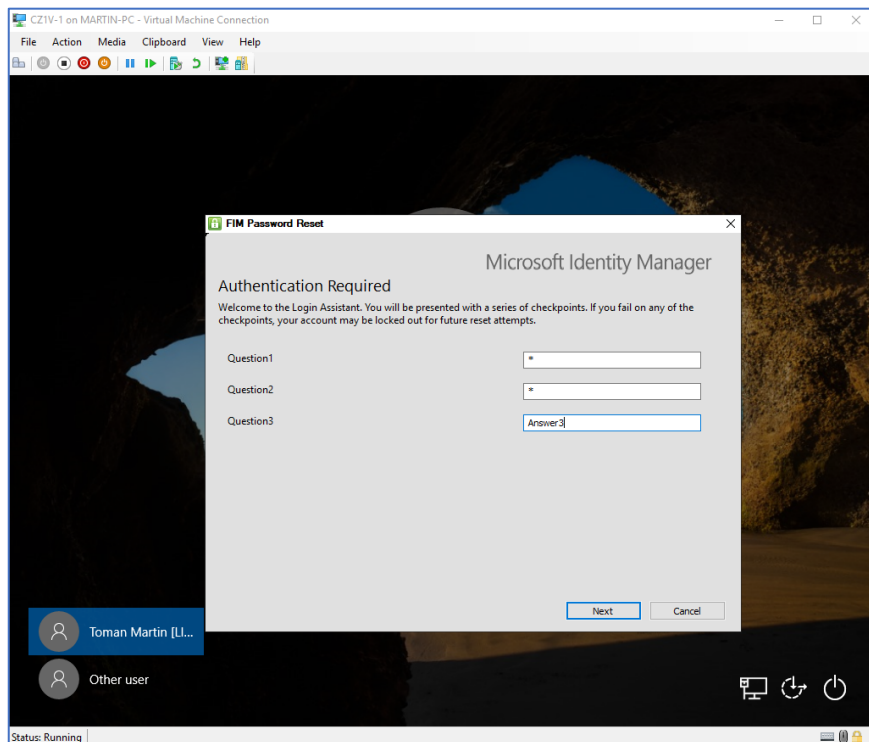 CZ1V-1 on MARTIN-PC - Virtual Machine Connection
File Action Media Clipboard View Help
FIM Password Reset
Microsoft Identity Manager
Authentication Required
Welcome to the Login Assistant. You will be presented with a series of checkpoints. If you fail on any of the
checkpoints, your account may be locked out for future reset attempts.
Question1 *
Question2 *
Question3 Answer3
Next Cancel
Toman Martin [LI...
Other user
Status: Running